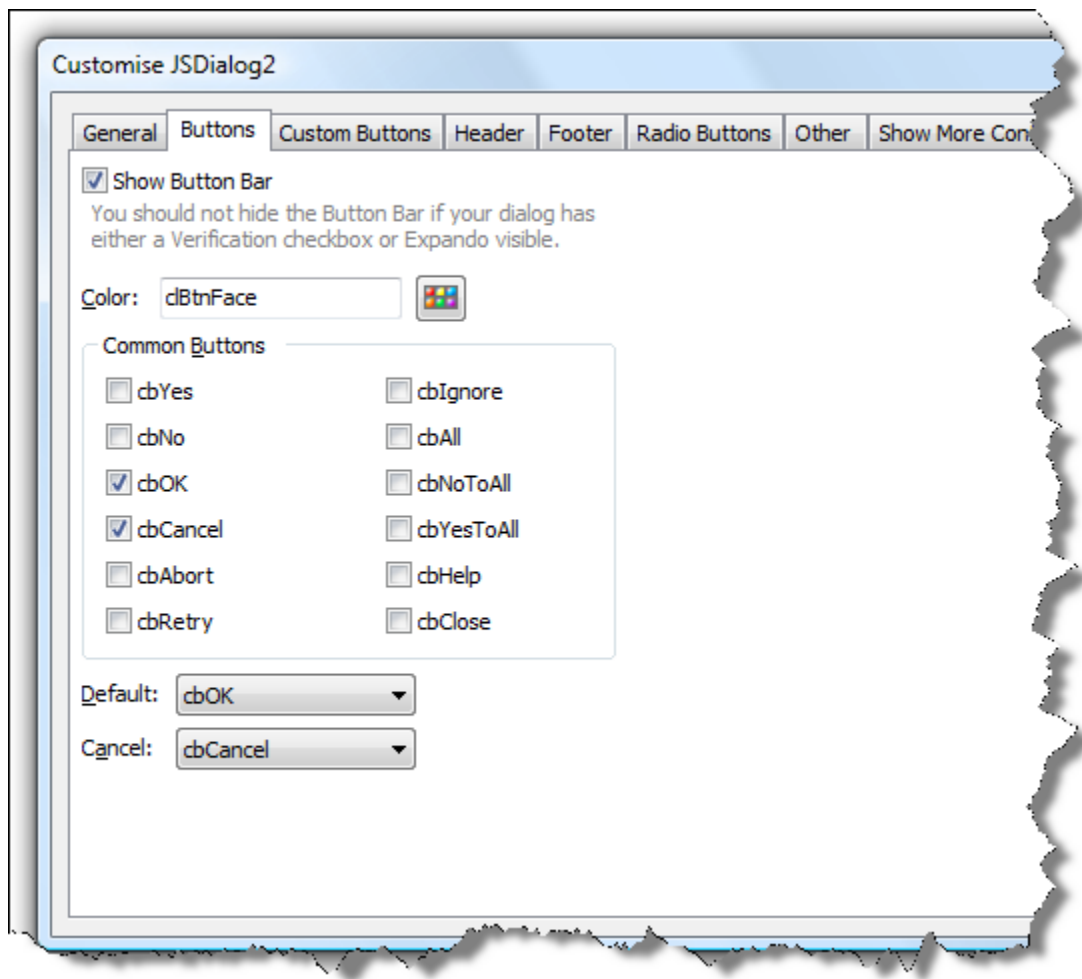 Customise JSDialog2
General Buttons Custom Buttons Header Footer Radio Buttons Other Show More
Show Button Bar
You should not hide the Button Bar if your dialog has
either a Verification checkbox or Expando visible.
Color: clBtnFace
Common Buttons
cbYes cbIgnore
cbNo cbAll
cbOK cbNoToAll
cbCancel cbYesToAll
cbAbort cbHelp
cbRetry cbClose
Default: cbOK
Cancel: cbCancel